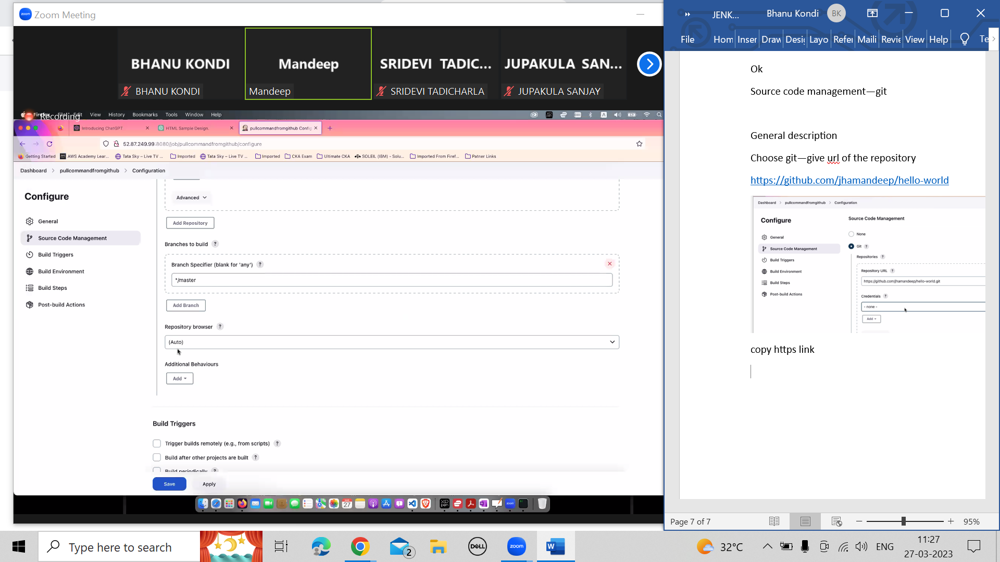 Zoom Meeting
BHANU KONDI
Mandeep
SRIDEVI TADIC...
JUPAKULA SAN...
BHANU KONDI
Mandeep
SRIDEVI TADICHARLA
JUPAKULA SANJAY
Firefox File Edit View History Bookmarks Tools Window Help
Recording
Introducing ChatGPT
HTML Sample Design.
pullcommandfromgithub Config
52.87.249.99:8080/job/pullcommandfromgithub/configure
Getting Started
AWS Academy Lear...
Tata Sky – Live TV ...
Imported
Tata Sky – Live TV ...
Imported
CKA Exam
Ultimate CKA
SOLEIL (IBM) - Solu...
Imported From Firef...
Patner Links
Dashboard > pullcommandfromgithub > Configuration
Configure
General
Source Code Management
Build Triggers
Build Environment
Build Steps
Post-build Actions
Advanced
Add Repository
Branches to build ?
Branch Specifier (blank for 'any') ?
*/master
Add Branch
Repository browser ?
(Auto)
Additional Behaviours
Add
Build Triggers
Trigger builds remotely (e.g., from scripts) ?
Build after other projects are built ?
Build periodically ?
Save
Apply
MAR
27
JENK...
Bhanu Kondi
BK
File Hom Inser Draw Desig Layo Refer Maili Revie View Help Te
Ok
Source code management—git
General description
Choose git—give url of the repository
https://github.com/jhamandeep/hello-world
Dashboard > pullcommandfromgithub > Configuration
Configure
General
Source Code Management
Build Triggers
Build Environment
Build Steps
Post-build Actions
Source Code Management
None
Git ?
Repositories ?
Repository URL ?
https://github.com/jhamandeep/hello-world.git
Credentials ?
- none -
Add
copy https link
Page 7 of 7
95%
Type here to search
2
DELL
zoom
32°C
ENG
11:27
27-03-2023